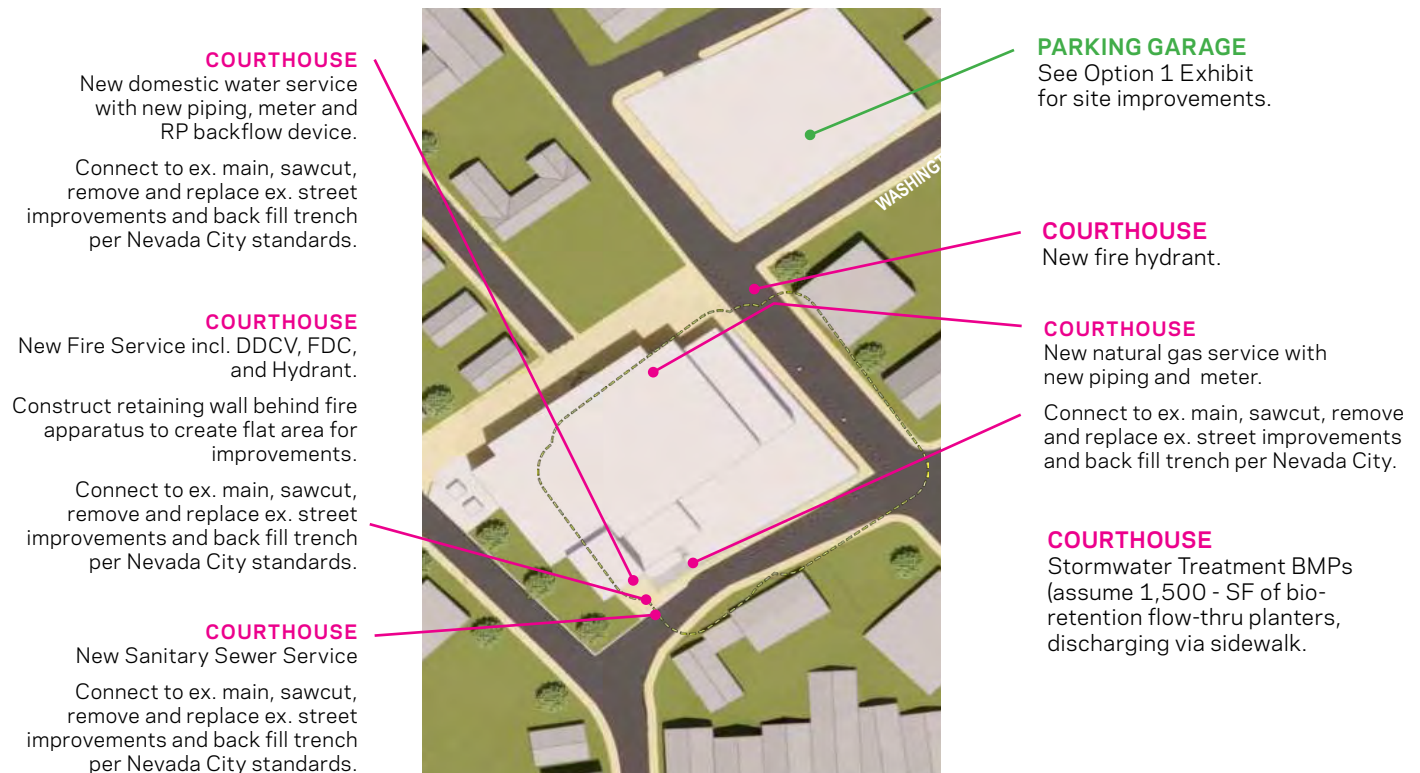 COURTHOUSE
New domestic water service
with new piping, meter and
RP backflow device.
Connect to ex. main, sawcut,
remove and replace ex. street
improvements and back fill trench
per Nevada City standards.
COURTHOUSE
New Fire Service incl. DDCV, FDC,
and Hydrant.
Construct retaining wall behind fire
apparatus to create flat area for
improvements.
Connect to ex. main, sawcut,
remove and replace ex. street
improvements and back fill trench
per Nevada City standards.
COURTHOUSE
New Sanitary Sewer Service
Connect to ex. main, sawcut,
remove and replace ex. street
improvements and back fill trench
per Nevada City standards.
WASHINGT
PARKING GARAGE
See Option 1 Exhibit
for site improvements.
COURTHOUSE
New fire hydrant.
COURTHOUSE
New natural gas service with
new piping and meter.
Connect to ex. main, sawcut, remove
and replace ex. street improvements
and back fill trench per Nevada City.
COURTHOUSE
Stormwater Treatment BMPs
(assume 1,500 - SF of bio-
retention flow-thru planters,
discharging via sidewalk.